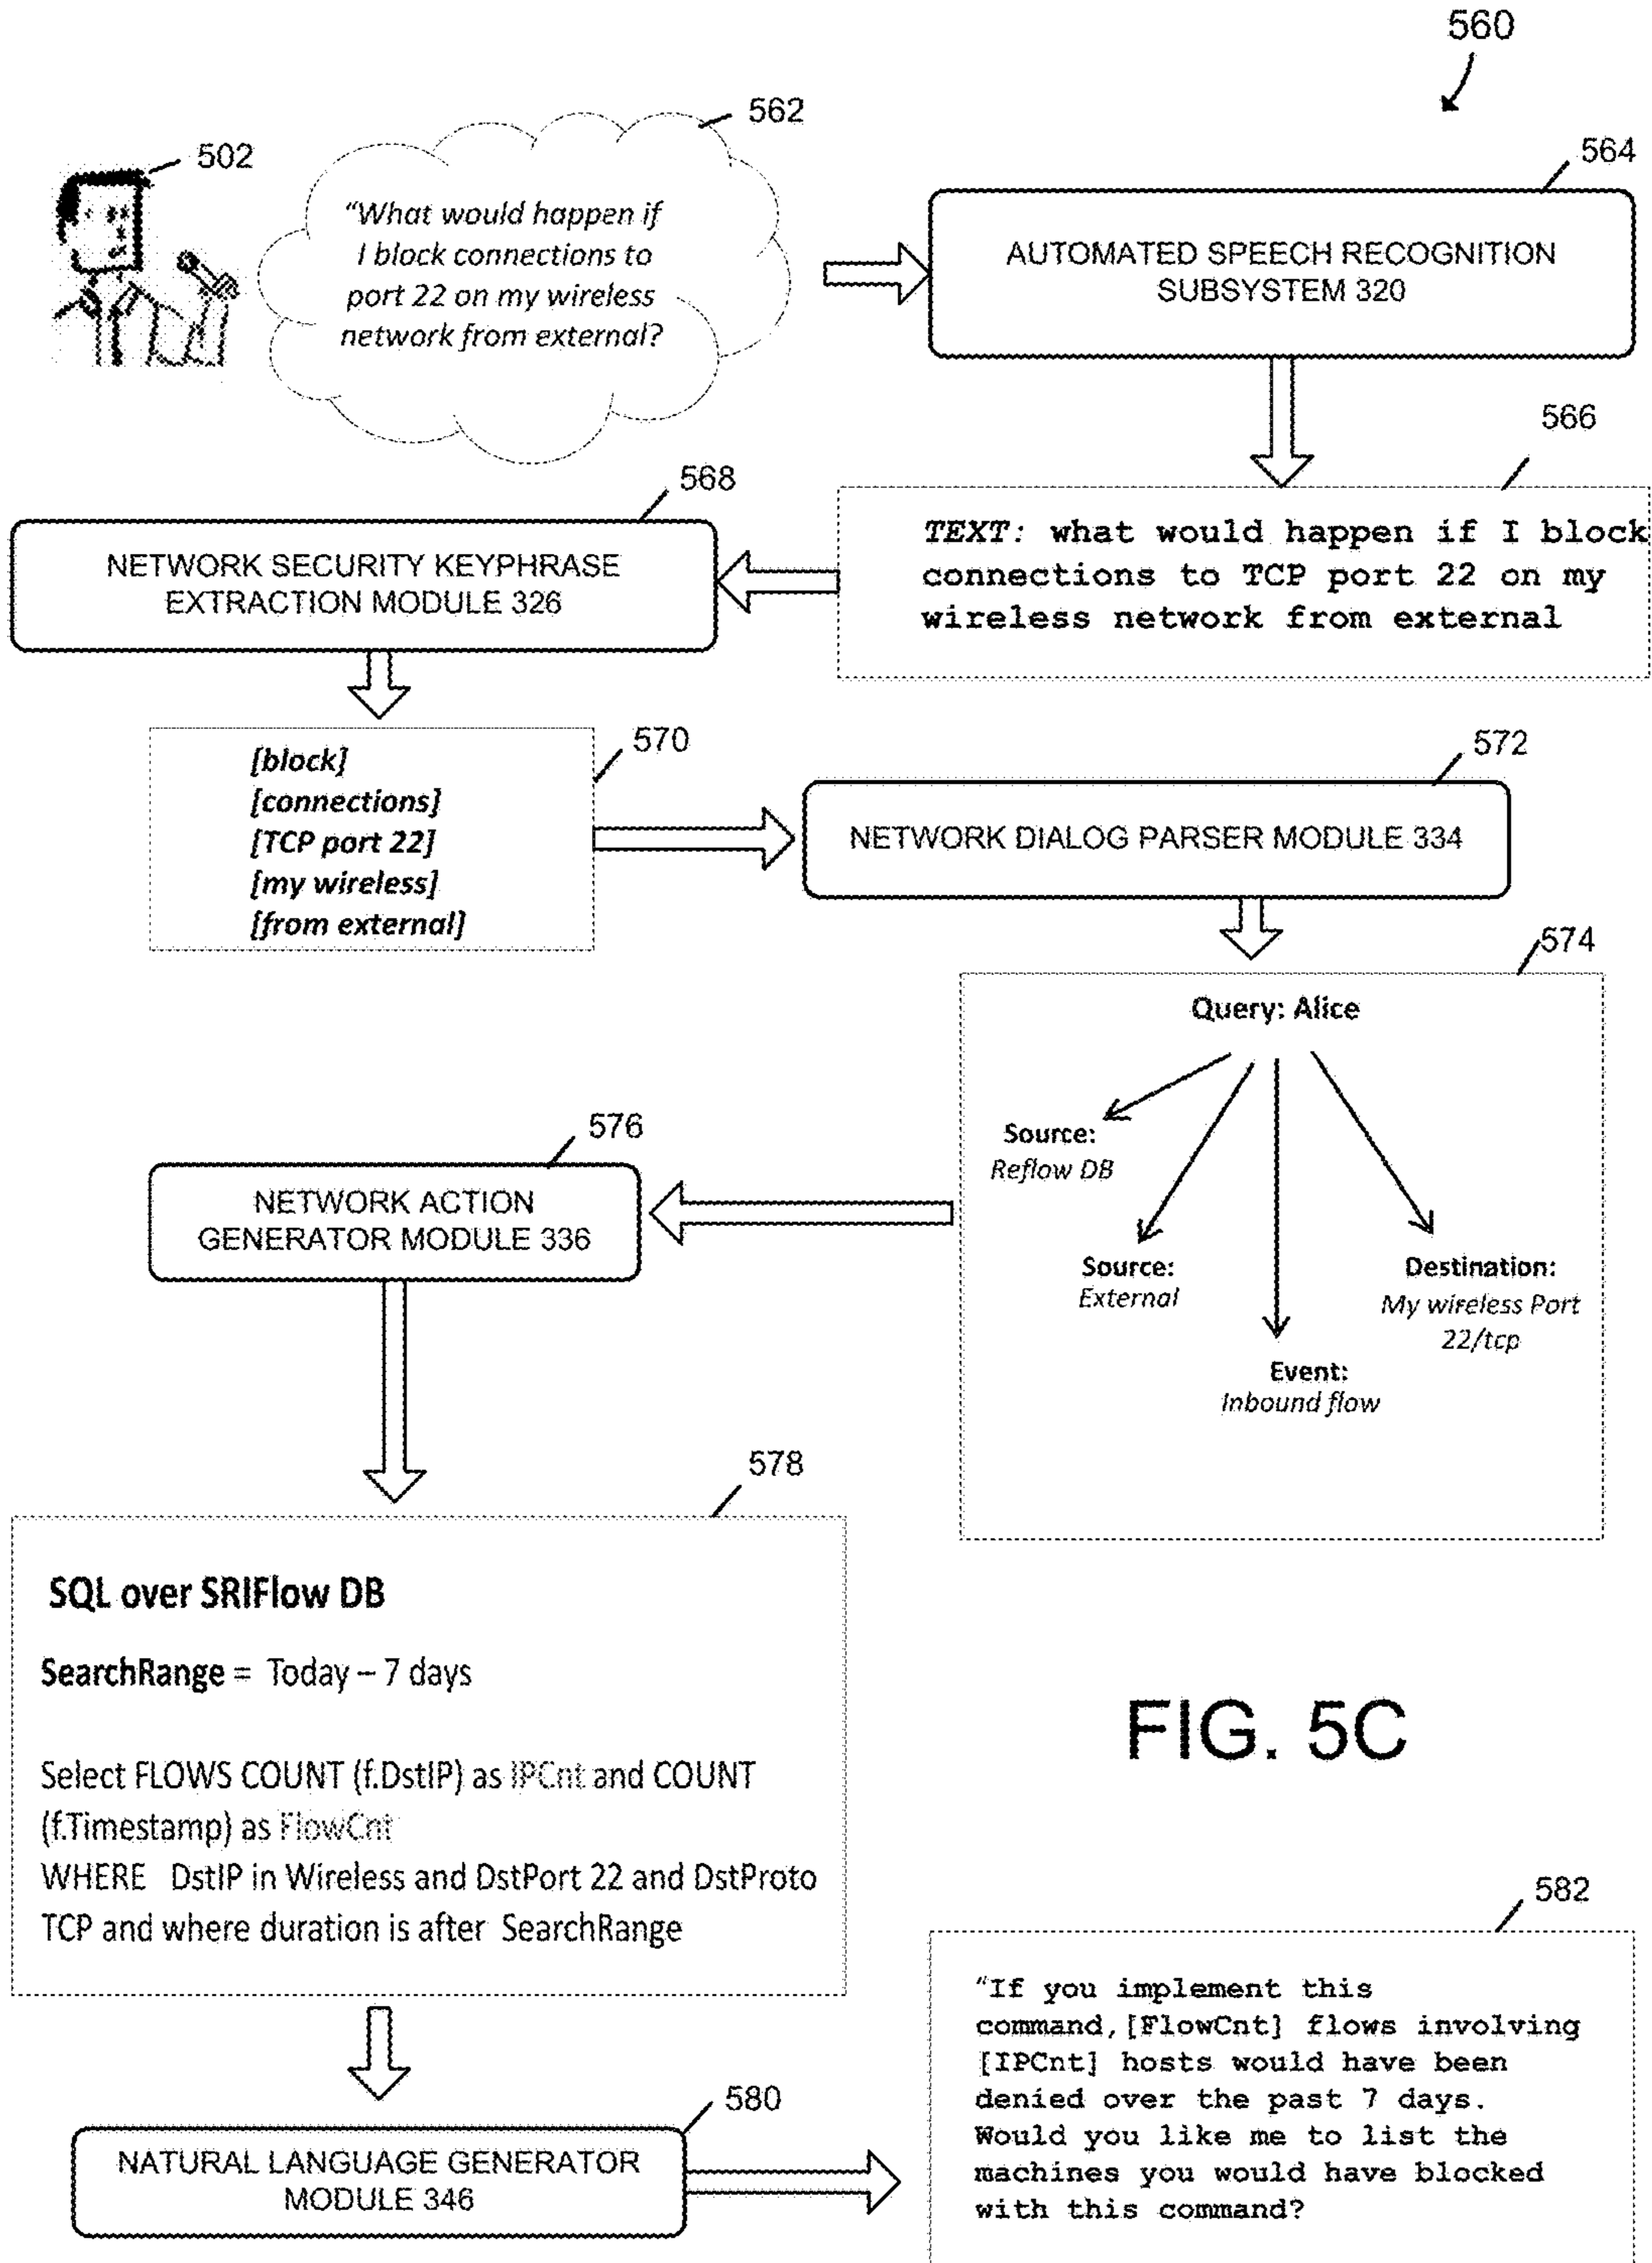 560
562
502
564
“What would happen if
I block connections to
port 22 on my wireless
network from external?
AUTOMATED SPEECH RECOGNITION
SUBSYSTEM 320
566
568
TEXT: what would happen if I block
connections to TCP port 22 on my
wireless network from external
NETWORK SECURITY KEYPHRASE
EXTRACTION MODULE 326
570
[block]
[connections]
[TCP port 22]
[my wireless]
[from external]
572
NETWORK DIALOG PARSER MODULE 334
574
Query: Alice
Source:
Reflow DB
Source:
External
Event:
Inbound flow
Destination:
My wireless Port
22/tcp
576
NETWORK ACTION
GENERATOR MODULE 336
578
SQL over SRIFlow DB
SearchRange = Today – 7 days
Select FLOWS COUNT (f.DstIP) as IPCnt and COUNT
(f.Timestamp) as FlowCnt
WHERE DstIP in Wireless and DstPort 22 and DstProto
TCP and where duration is after SearchRange
FIG. 5C
580
NATURAL LANGUAGE GENERATOR
MODULE 346
582
“If you implement this
command,[FlowCnt] flows involving
[IPCnt] hosts would have been
denied over the past 7 days.
Would you like me to list the
machines you would have blocked
with this command?